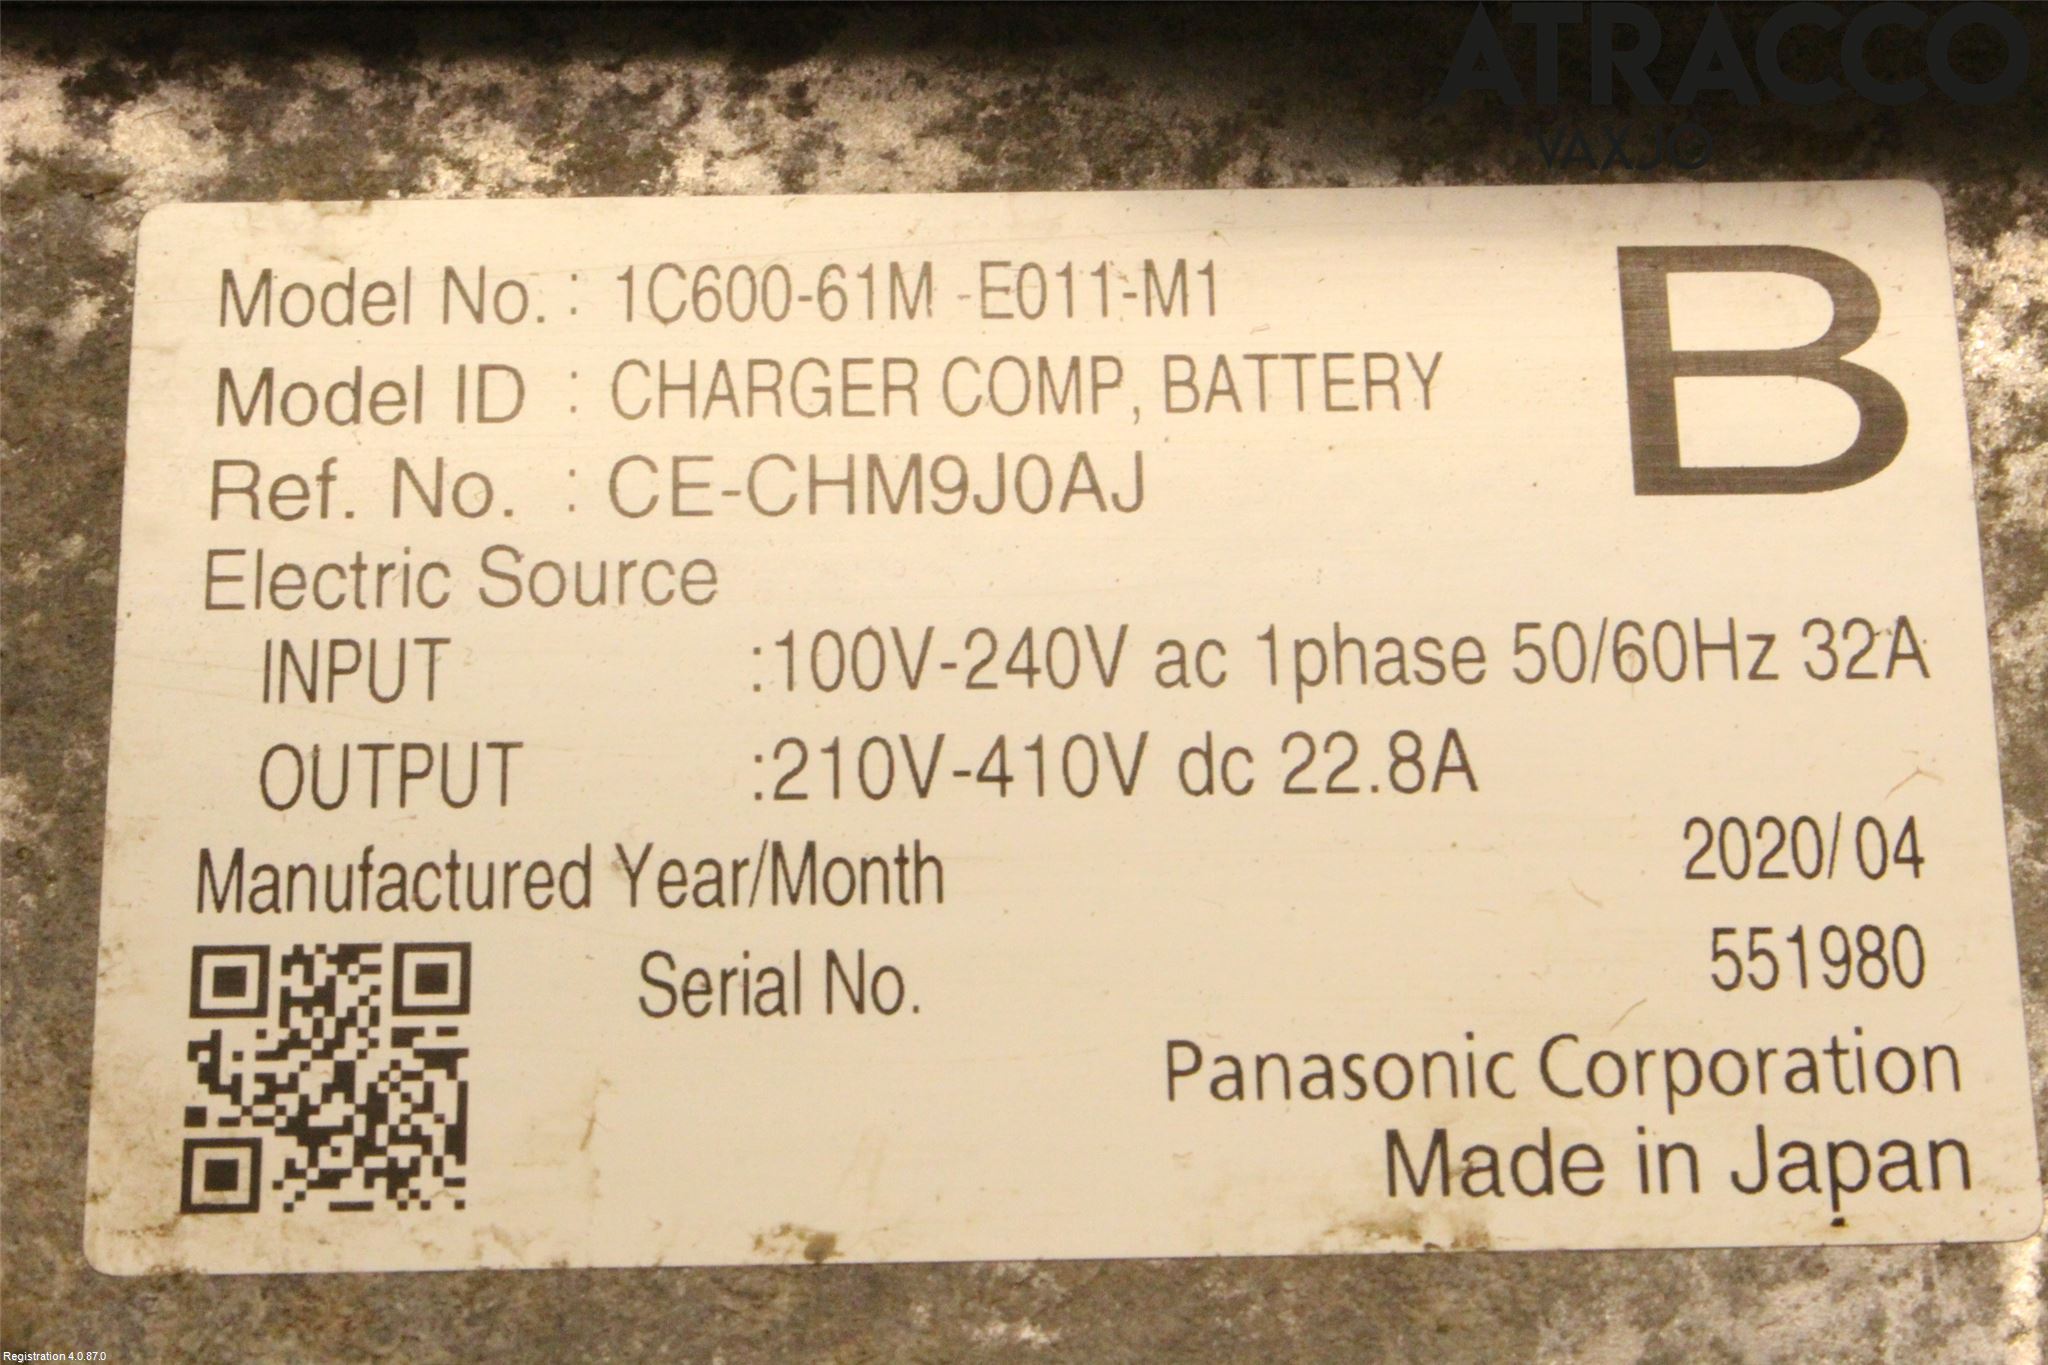 ATRACCO
VÄXJÖ
Model No. : 1C600-61M -E011-M1
Model ID : CHARGER COMP, BATTERY
B
Ref. No. : CE-CHM9J0AJ
Electric Source
INPUT :100V-240V ac 1phase 50/60Hz 32A
OUTPUT :210V-410V dc 22.8A
Manufactured Year/Month 2020/04
Serial No. 551980
Panasonic Corporation
Made in Japan
Registration 4.0.87.0